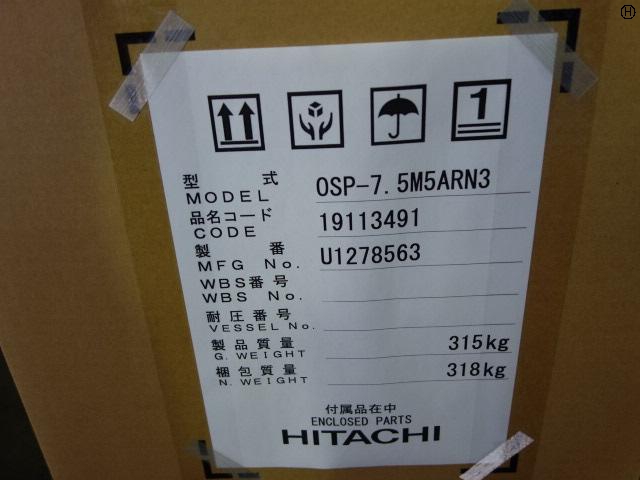 H
1
型 式 OSP-7.5M5ARN3
MODEL
品名コード 19113491
CODE
製 番 U1278563
MFG No.
WBS番号
WBS No.
耐圧番号
VESSEL No.
製品質量 315kg
G. WEIGHT
梱包質量 318kg
N. WEIGHT
付属品在中
ENCLOSED PARTS
HITACHI